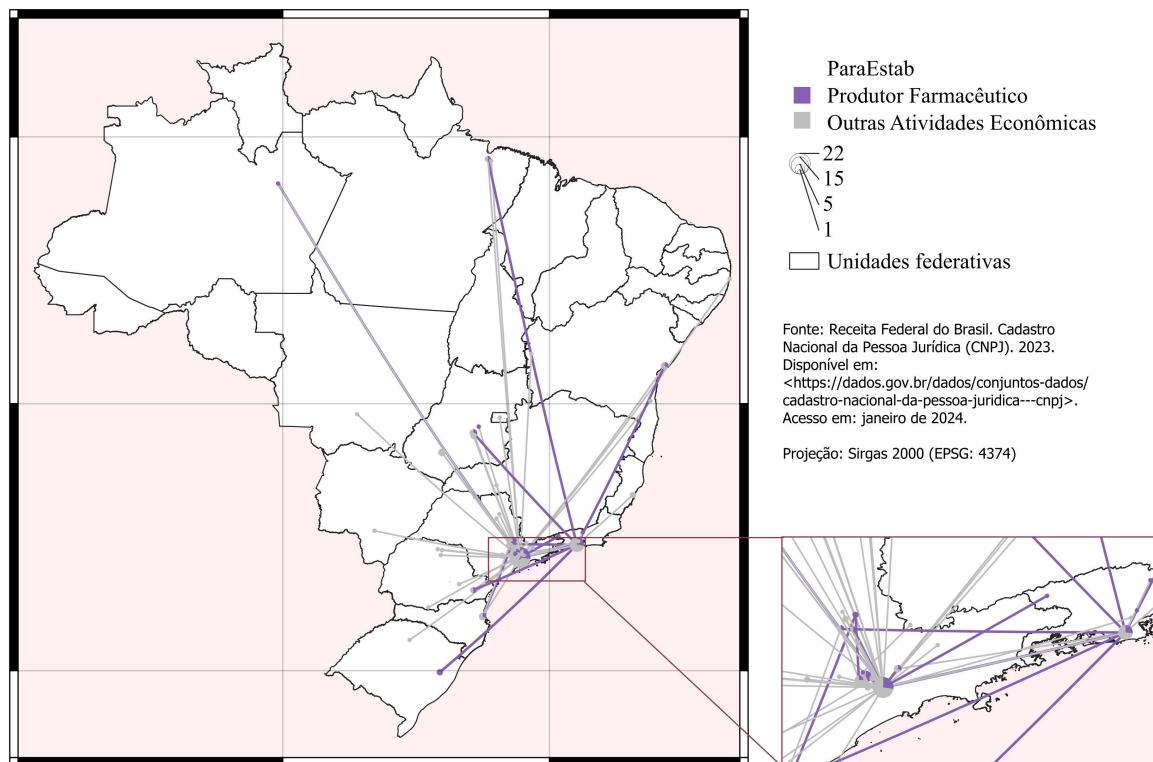 ParaEstab
Produtor Farmacêutico
Outras Atividades Econômicas
22
15
5
1
Unidades federativas
Fonte: Receita Federal do Brasil. Cadastro
Nacional da Pessoa Jurídica (CNPJ). 2023.
Disponível em:
<https://dados.gov.br/dados/conjuntos-dados/
cadastro-nacional-da-pessoa-juridica---cnpj>.
Acesso em: janeiro de 2024.
Projeção: Sirgas 2000 (EPSG: 4374)